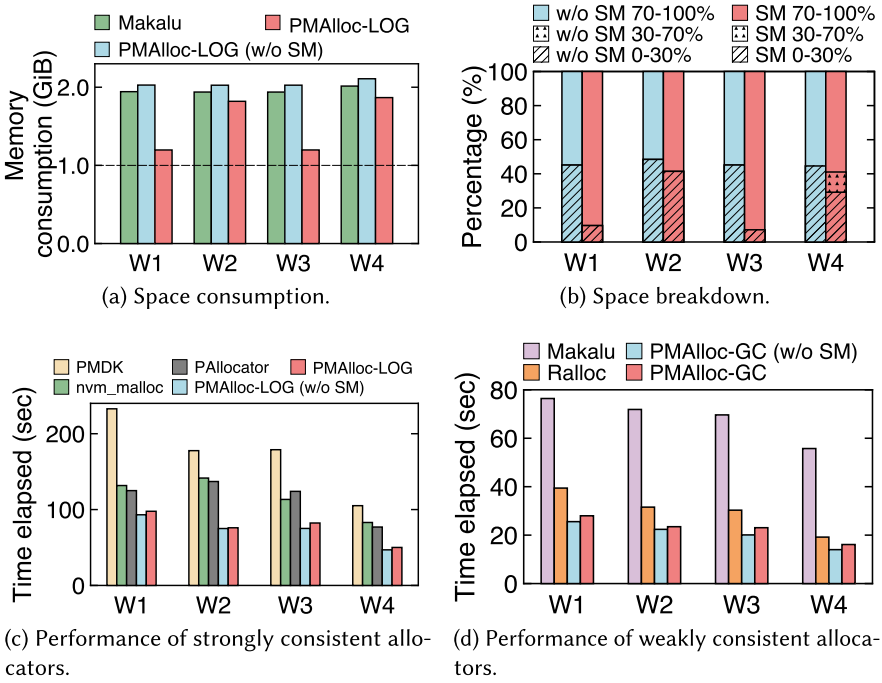 Makalu
PMAlloc-LOG
PMAlloc-LOG (w/o SM)
Memory
consumption (GiB)
2.0
1.0
0.0
W1 W2 W3 W4
(a) Space consumption.
w/o SM 70-100% SM 70-100%
w/o SM 30-70% SM 30-70%
w/o SM 0-30% SM 0-30%
Percentage (%)
100
80
60
40
20
0
W1 W2 W3 W4
(b) Space breakdown.
PMDK PAllocator PMAlloc-LOG
nvm_malloc PMAlloc-LOG (w/o SM)
Time elapsed (sec)
200
100
0
W1 W2 W3 W4
(c) Performance of strongly consistent allo-
cators.
Makalu PMAlloc-GC (w/o SM)
Ralloc PMAlloc-GC
Time elapsed (sec)
80
60
40
20
0
W1 W2 W3 W4
(d) Performance of weakly consistent alloca-
tors.